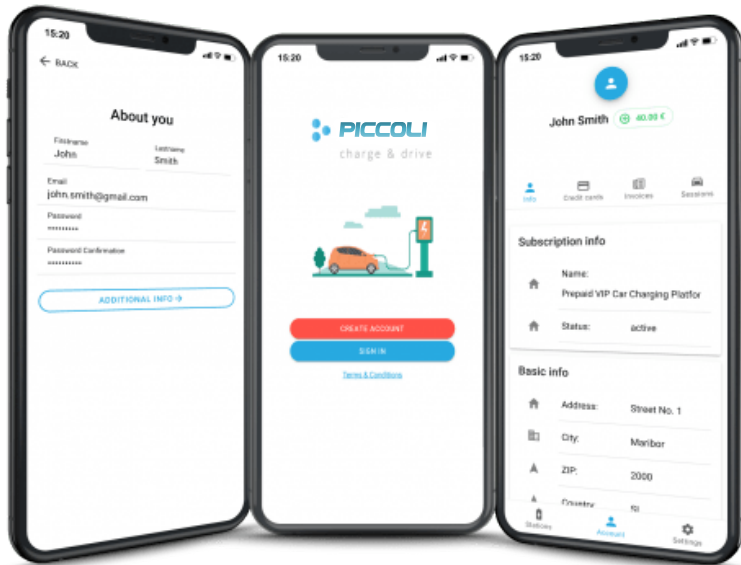 15:20
← BACK
About you
Firstname
John
Lastname
Smith
Email
john.smith@gmail.com
Password
••••••••••
Password Confirmation
••••••••••
ADDITIONAL INFO →
15:20
PICCOLI
charge & drive
CREATE ACCOUNT
SIGN IN
Terms & Conditions
15:20
John Smith 40.00 €
Info Credit cards Invoices Sessions
Subscription info
Name:
Prepaid VIP Car Charging Platfor
Status: active
Basic info
Address: Street No. 1
City: Maribor
ZIP: 2000
Country SI
Stations Account Settings